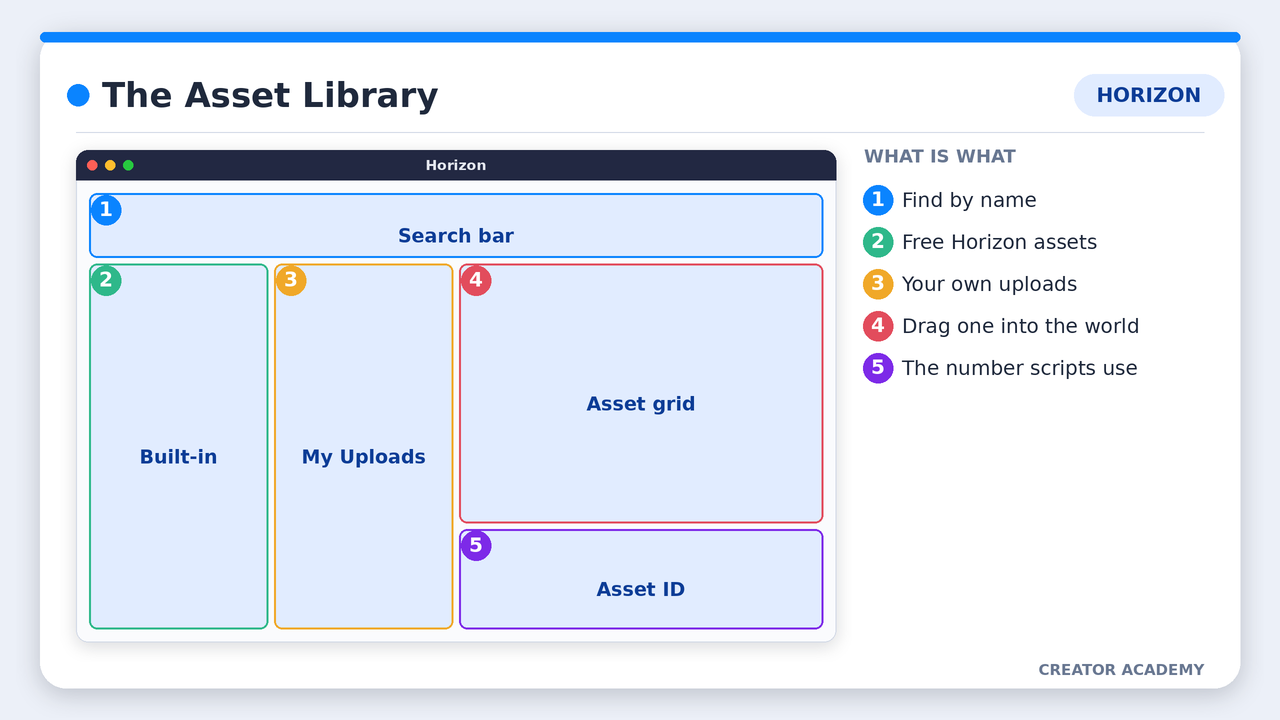 The Asset Library
HORIZON
Horizon
1
Search bar
2
Built-in
3
My Uploads
4
Asset grid
5
Asset ID
WHAT IS WHAT
1 Find by name
2 Free Horizon assets
3 Your own uploads
4 Drag one into the world
5 The number scripts use
CREATOR ACADEMY